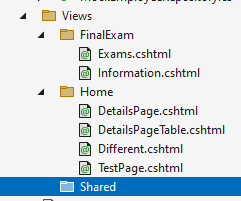 Views
FinalExam
Exams.cshtml
Information.cshtml
Home
DetailsPage.cshtml
DetailsPageTable.cshtml
Different.cshtml
TestPage.cshtml
Shared